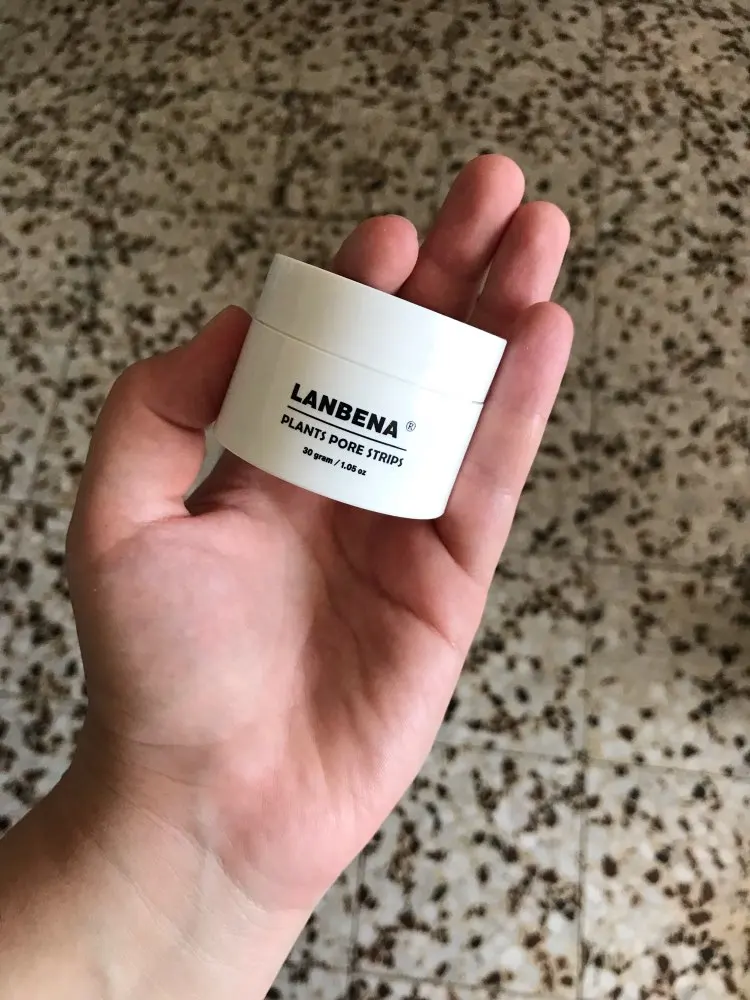 LANBENA ®
PLANTS PORE STRIPS
30 gram / 1.05 oz